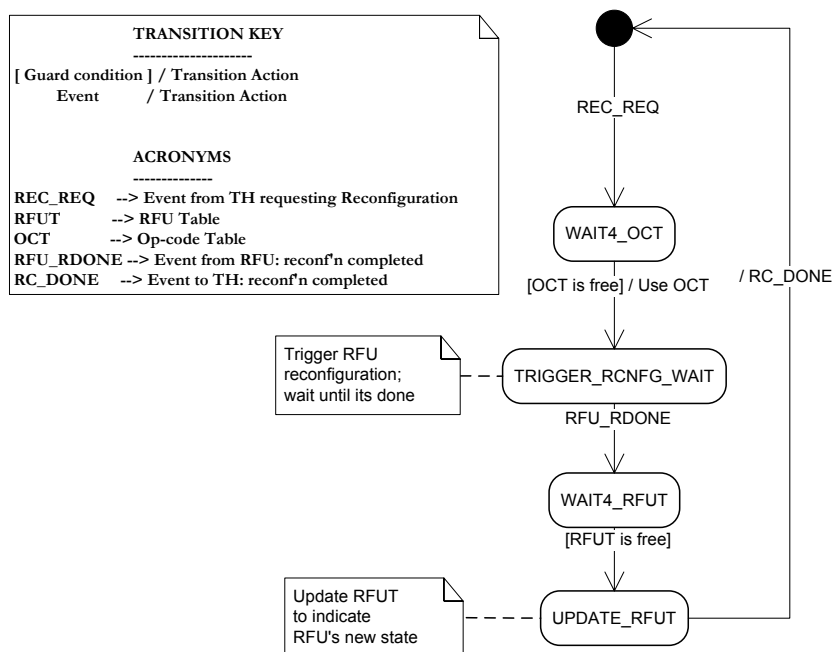 TRANSITION KEY
---------------------
[ Guard condition ] / Transition Action
Event / Transition Action
ACRONYMS
--------------
REC_REQ --> Event from TH requesting Reconfiguration
RFUT --> RFU Table
OCT --> Op-code Table
RFU_RDONE --> Event from RFU: reconf'n completed
RC_DONE --> Event to TH: reconf'n completed
REC_REQ
WAIT4_OCT
[OCT is free] / Use OCT
/ RC_DONE
Trigger RFU
reconfiguration;
wait until its done
TRIGGER_RCNFG_WAIT
RFU_RDONE
WAIT4_RFUT
[RFUT is free]
Update RFUT
to indicate
RFU's new state
UPDATE_RFUT